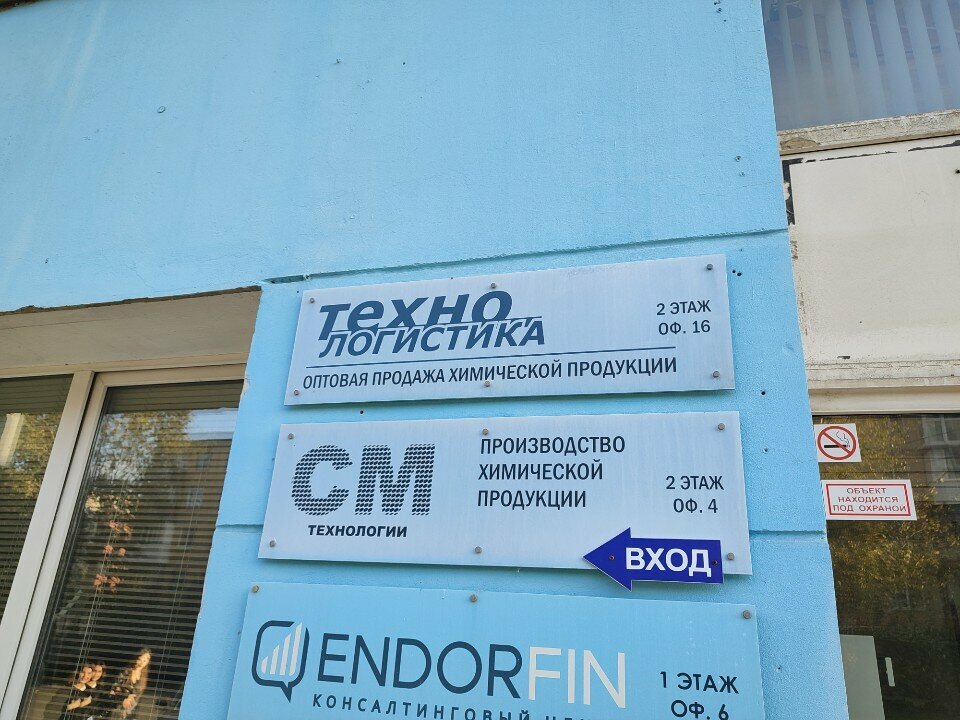 ТЕХНО
ЛОГИСТИКА
2 ЭТАЖ
ОФ. 16
ОПТОВАЯ ПРОДАЖА ХИМИЧЕСКОЙ ПРОДУКЦИИ
СМ
ТЕХНОЛОГИИ
ПРОИЗВОДСТВО
ХИМИЧЕСКОЙ
ПРОДУКЦИИ
2 ЭТАЖ
ОФ. 4
ВХОД
ОБЪЕКТ
НАХОДИТСЯ
ПОД ОХРАНОЙ
ENDORFIN
КОНСАЛТИНГОВЫЙ
1 ЭТАЖ
ОФ. 6